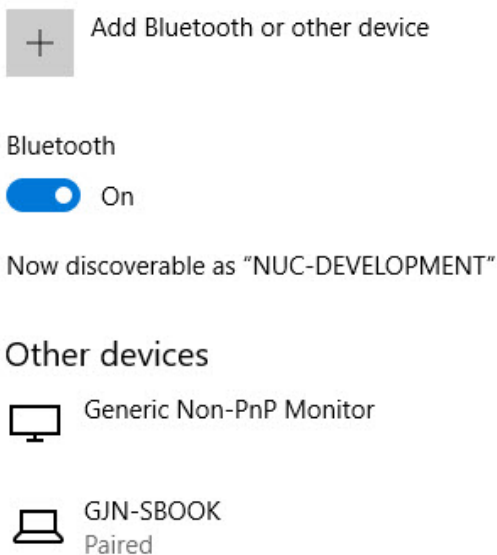 Add Bluetooth or other device
Bluetooth
On
Now discoverable as “NUC-DEVELOPMENT”
Other devices
Generic Non-PnP Monitor
GJN-SBOOK
Paired